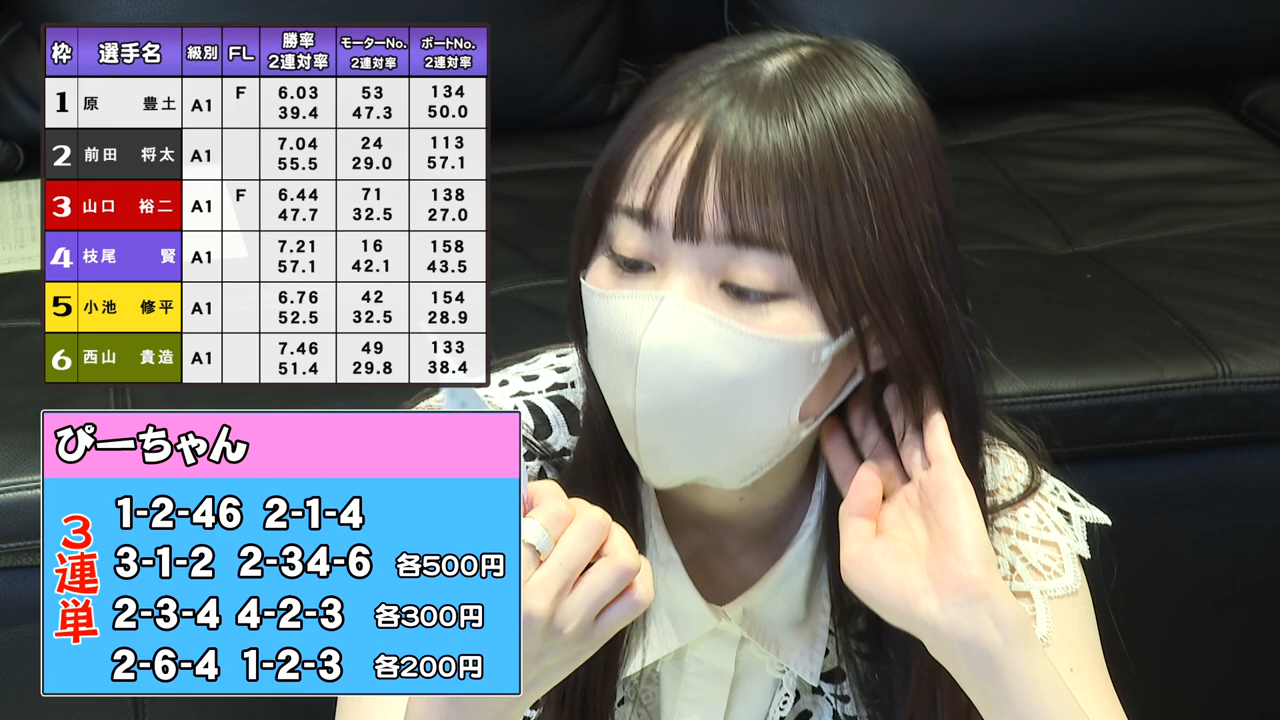 枠 選手名 級別 FL 勝率 2連対率 モーターNo. 2連対率 ボートNo. 2連対率
1 原 豊土 A1 F 6.03 39.4 53 47.3 134 50.0
2 前田 将太 A1 7.04 55.5 24 29.0 113 57.1
3 山口 裕二 A1 F 6.44 47.7 71 32.5 138 27.0
4 枝尾 賢 A1 7.21 57.1 16 42.1 158 43.5
5 小池 修平 A1 6.76 52.5 42 32.5 154 28.9
6 西山 貴造 A1 7.46 51.4 49 29.8 133 38.4
ぴーちゃん
3連単
1-2-46 2-1-4
3-1-2 2-34-6 各500円
2-3-4 4-2-3 各300円
2-6-4 1-2-3 各200円